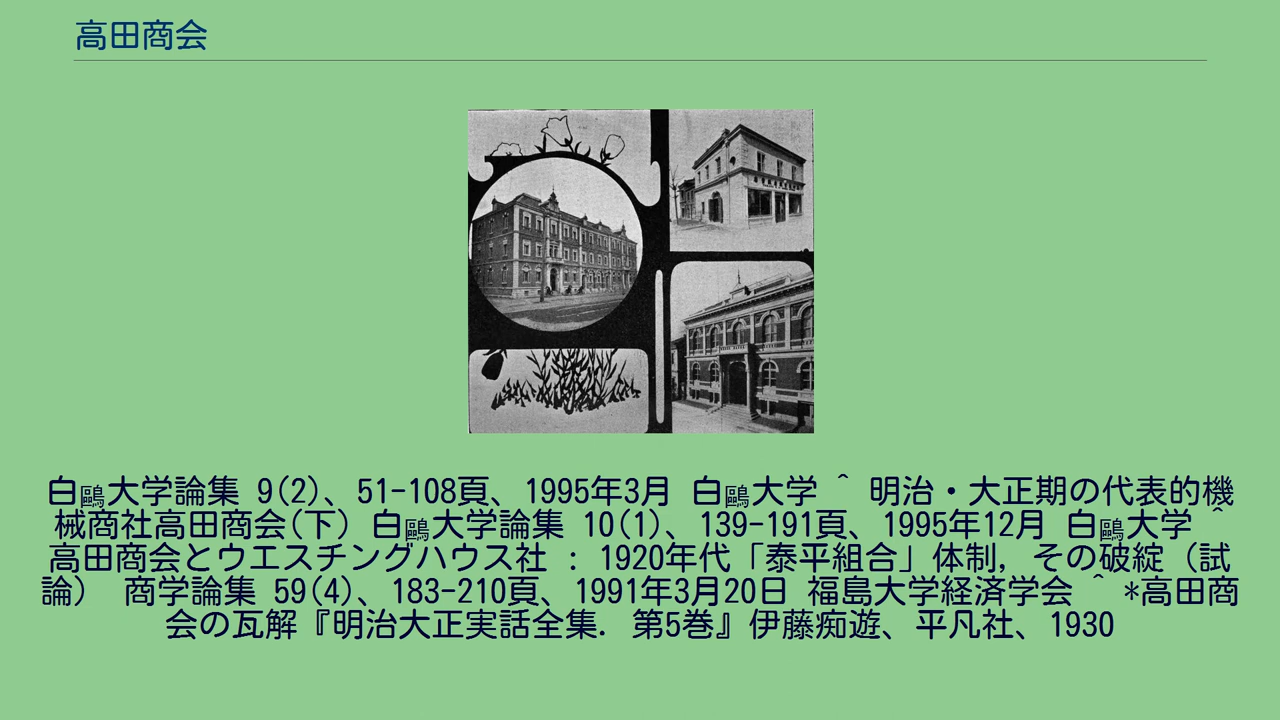 高田商会
白鷗大学論集 9(2)、51-108頁、1995年3月 白鷗大学 ^ 明治・大正期の代表的機
械商社高田商会(下) 白鷗大学論集 10(1)、139-191頁、1995年12月 白鷗大学 ^
高田商会とウエスチングハウス社 : 1920年代「泰平組合」体制, その破綻 (試
論) 商学論集 59(4)、183-210頁、1991年3月20日 福島大学経済学会 ^ *高田商
会の瓦解『明治大正実話全集. 第5巻』伊藤痴遊、平凡社、1930